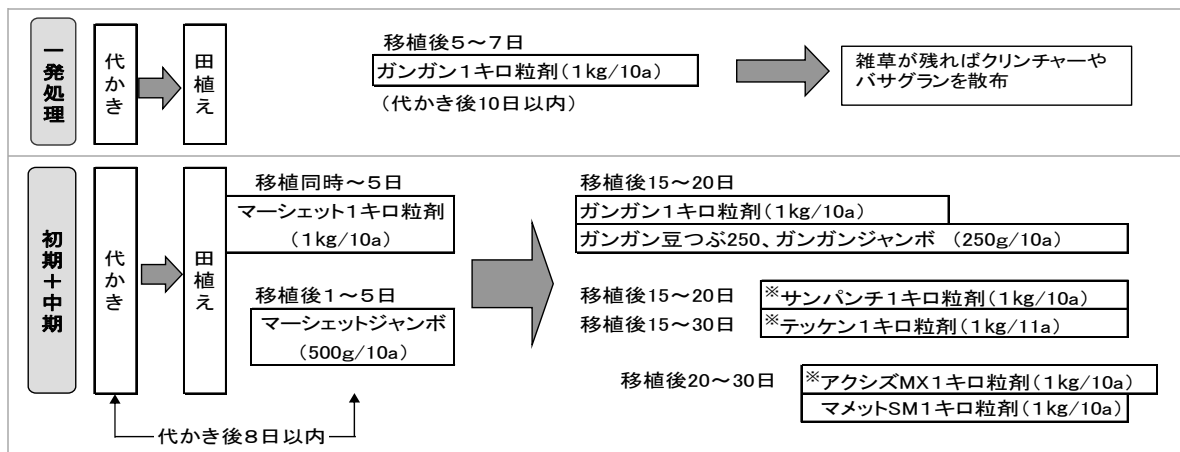 一発処理
代かき
田植え
移植後5～7日
ガンガン1キロ粒剤(1kg/10a)
(代かき後10日以内)
雑草が残ればクリンチャーや
バサグランを散布
初期＋中期
代かき
田植え
移植同時～5日
マーシェット1キロ粒剤
(1kg/10a)
移植後1～5日
マーシェットジャンボ
(500g/10a)
代かき後8日以内
移植後15～20日
ガンガン1キロ粒剤(1kg/10a)
ガンガン豆つぶ250、ガンガンジャンボ (250g/10a)
移植後15～20日 ※サンパンチ1キロ粒剤(1kg/10a)
移植後15～30日 ※テッケン1キロ粒剤(1kg/11a)
移植後20～30日 ※アクシズMX1キロ粒剤(1kg/10a)
マメットSM1キロ粒剤(1kg/10a)